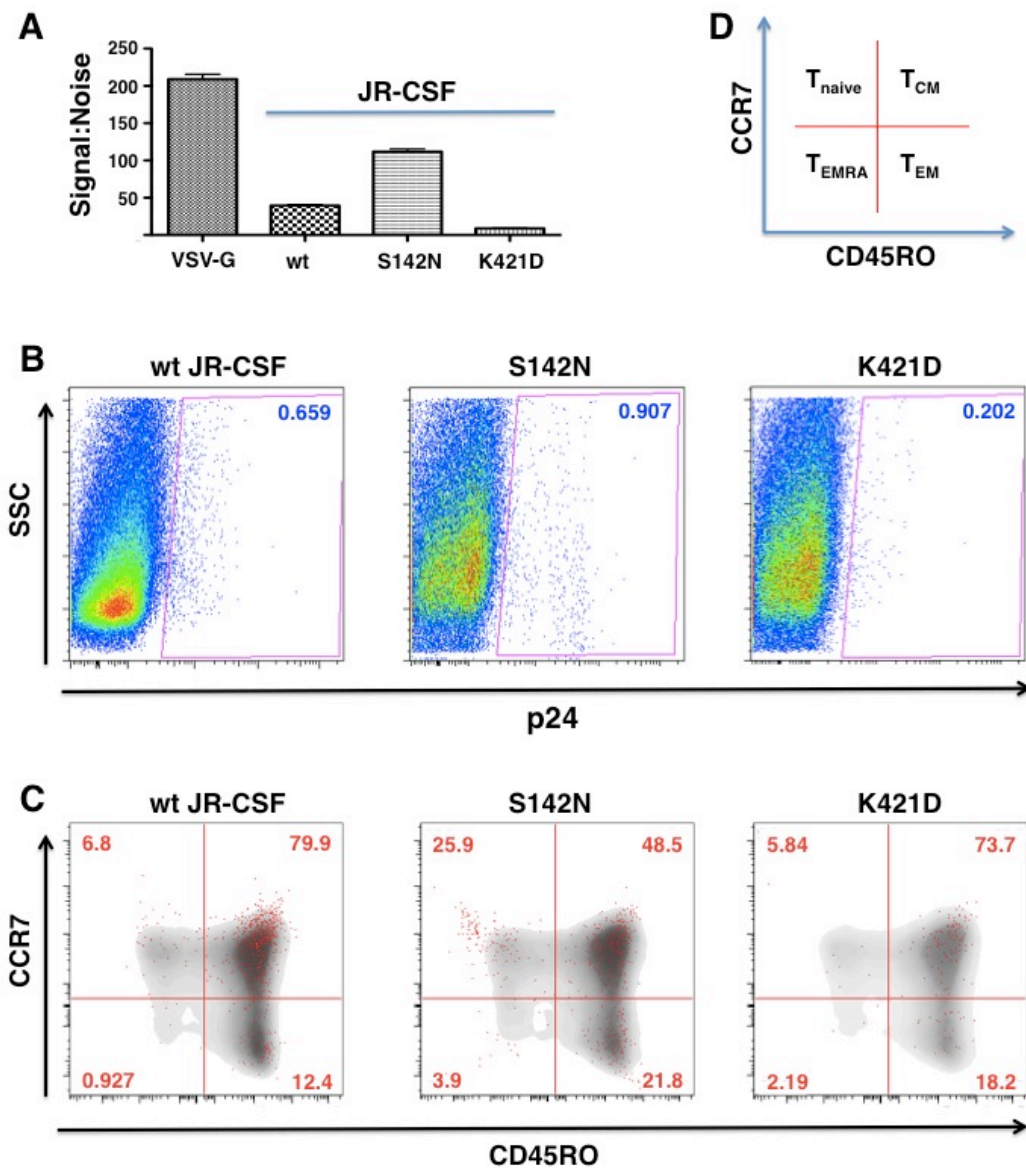 A
250
200
150
100
50
Signal:Noise
JR-CSF
VSV-G wt S142N K421D
D
CCR7
Tnaive TCM
TEMRA TEM
CD45RO
B
wt JR-CSF S142N K421D
0.659 0.907 0.202
SSC
p24
C
wt JR-CSF S142N K421D
6.8 79.9 25.9 48.5 5.84 73.7
CCR7
0.927 12.4 3.9 21.8 2.19 18.2
CD45RO